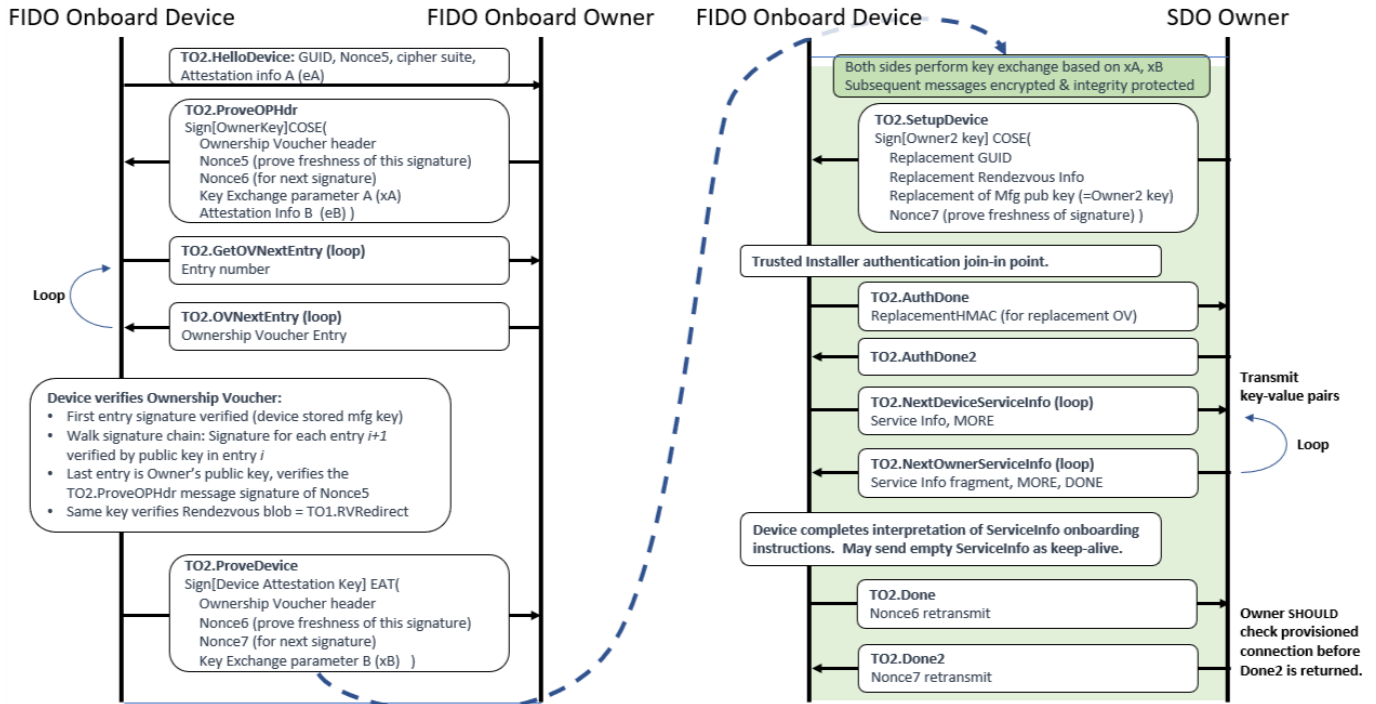 FIDO Onboard Device
FIDO Onboard Owner
TO2.HelloDevice: GUID, Nonce5, cipher suite,
Attestation info A (eA)
TO2.ProveOPHdr
Sign[OwnerKey]COSE(
Ownership Voucher header
Nonce5 (prove freshness of this signature)
Nonce6 (for next signature)
Key Exchange parameter A (xA)
Attestation Info B (eB) )
TO2.GetOVNextEntry (loop)
Entry number
Loop
TO2.OVNextEntry (loop)
Ownership Voucher Entry
Device verifies Ownership Voucher:
• First entry signature verified (device stored mfg key)
• Walk signature chain: Signature for each entry i+1
verified by public key in entry i
• Last entry is Owner's public key, verifies the
TO2.ProveOPHdr message signature of Nonce5
• Same key verifies Rendezvous blob = TO1.RVRedirect
TO2.ProveDevice
Sign[Device Attestation Key] EAT(
Ownership Voucher header
Nonce6 (prove freshness of this signature)
Nonce7 (for next signature)
Key Exchange parameter B (xB) )
FIDO Onboard Device
SDO Owner
Both sides perform key exchange based on xA, xB
Subsequent messages encrypted & integrity protected
TO2.SetupDevice
Sign[Owner2 key] COSE(
Replacement GUID
Replacement Rendezvous Info
Replacement of Mfg pub key (=Owner2 key)
Nonce7 (prove freshness of signature) )
Trusted Installer authentication join-in point.
TO2.AuthDone
ReplacementHMAC (for replacement OV)
TO2.AuthDone2
Transmit
key-value pairs
TO2.NextDeviceServiceInfo (loop)
Service Info, MORE
Loop
TO2.NextOwnerServiceInfo (loop)
Service Info fragment, MORE, DONE
Device completes interpretation of ServiceInfo onboarding
instructions. May send empty ServiceInfo as keep-alive.
TO2.Done
Nonce6 retransmit
Owner SHOULD
check provisioned
connection before
Done2 is returned.
TO2.Done2
Nonce7 retransmit